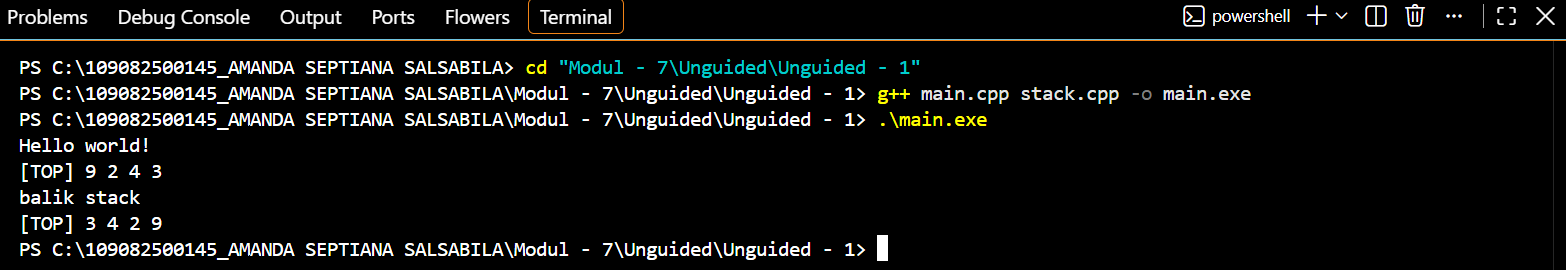 Problems Debug Console Output Ports Flowers Terminal powershell
PS C:\109082500145_AMANDA SEPTIANA SALSABILA> cd "Modul - 7\Unguided\Unguided - 1"
PS C:\109082500145_AMANDA SEPTIANA SALSABILA\Modul - 7\Unguided\Unguided - 1> g++ main.cpp stack.cpp -o main.exe
PS C:\109082500145_AMANDA SEPTIANA SALSABILA\Modul - 7\Unguided\Unguided - 1> .\main.exe
Hello world!
[TOP] 9 2 4 3
balik stack
[TOP] 3 4 2 9
PS C:\109082500145_AMANDA SEPTIANA SALSABILA\Modul - 7\Unguided\Unguided - 1>